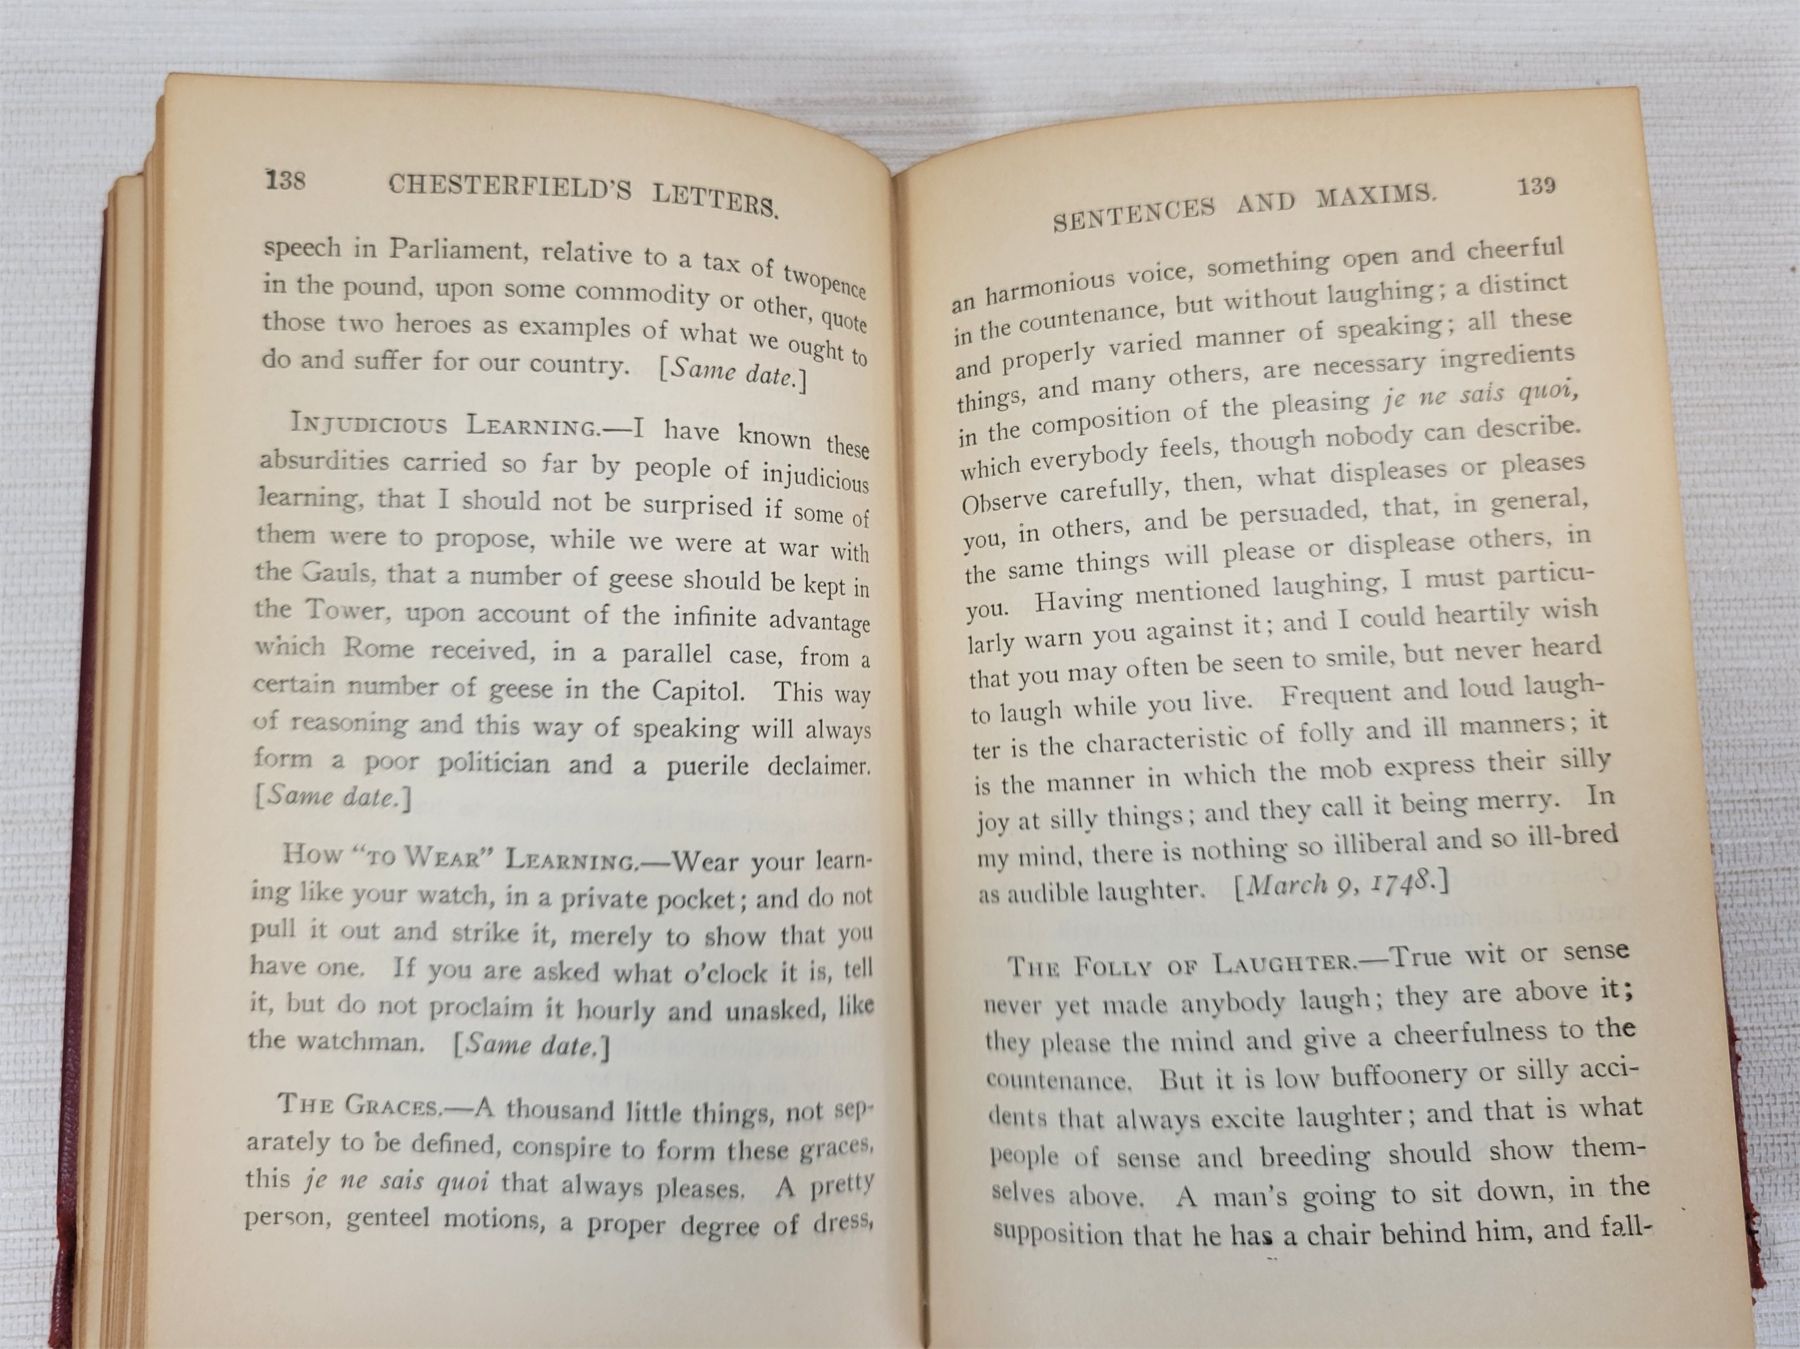 138 CHESTERFIELD'S LETTERS.
speech in Parliament, relative to a tax of twopence
in the pound, upon some commodity or other, quote
those two heroes as examples of what we ought to
do and suffer for our country. [Same date.]
INJUDICIOUS LEARNING.—I have known these
absurdities carried so far by people of injudicious
learning, that I should not be surprised if some of
them were to propose, while we were at war with
the Gauls, that a number of geese should be kept in
the Tower, upon account of the infinite advantage
which Rome received, in a parallel case, from a
certain number of geese in the Capitol. This way
of reasoning and this way of speaking will always
form a poor politician and a puerile declaimer.
[Same date.]
HOW "TO WEAR" LEARNING.—Wear your learn-
ing like your watch, in a private pocket; and do not
pull it out and strike it, merely to show that you
have one. If you are asked what o'clock it is, tell
it, but do not proclaim it hourly and unasked, like
the watchman. [Same date.]
THE GRACES.—A thousand little things, not sep-
arately to be defined, conspire to form these graces,
this je ne sais quoi that always pleases. A pretty
person, genteel motions, a proper degree of dress,
SENTENCES AND MAXIMS. 139
an harmonious voice, something open and cheerful
in the countenance, but without laughing; a distinct
and properly varied manner of speaking; all these
things, and many others, are necessary ingredients
in the composition of the pleasing je ne sais quoi,
which everybody feels, though nobody can describe.
Observe carefully, then, what displeases or pleases
you, in others, and be persuaded, that, in general,
the same things will please or displease others, in
you. Having mentioned laughing, I must particu-
larly warn you against it; and I could heartily wish
that you may often be seen to smile, but never heard
to laugh while you live. Frequent and loud laugh-
ter is the characteristic of folly and ill manners; it
is the manner in which the mob express their silly
joy at silly things; and they call it being merry. In
my mind, there is nothing so illiberal and so ill-bred
as audible laughter. [March 9, 1748.]
THE FOLLY OF LAUGHTER.—True wit or sense
never yet made anybody laugh; they are above it;
they please the mind and give a cheerfulness to the
countenance. But it is low buffoonery or silly acci-
dents that always excite laughter; and that is what
people of sense and breeding should show them-
selves above. A man's going to sit down, in the
supposition that he has a chair behind him, and fall-